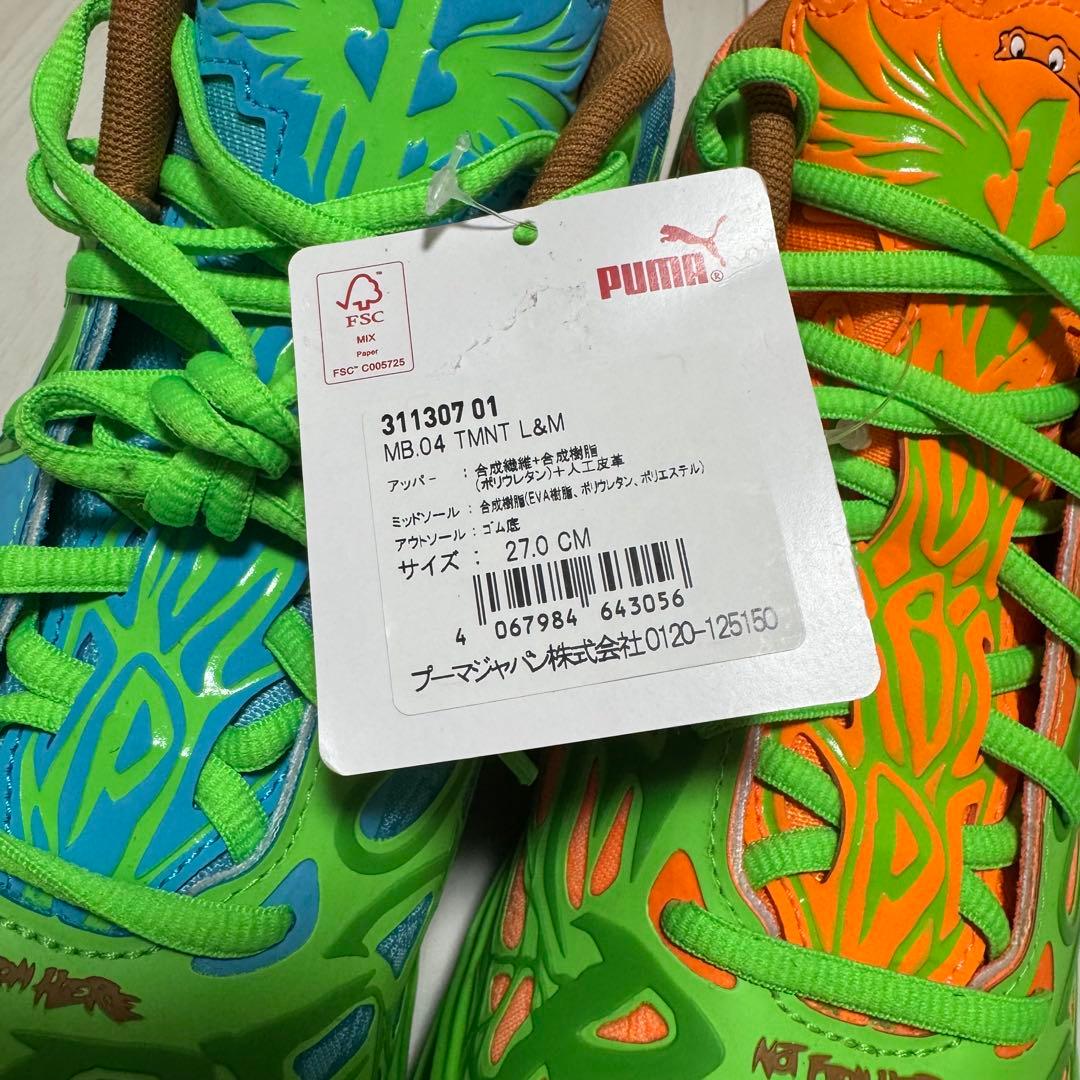 FSC™
MIX
Paper
FSC™ C005725
PUMA®
311307 01
MB.04 TMNT L&M
アッパー : 合成繊維+合成樹脂
(ポリウレタン)+人工皮革
ミッドソール : 合成樹脂(EVA樹脂、ポリウレタン、ポリエステル)
アウトソール : ゴム底
サイズ : 27.0 CM
4 067984 643056
プーマジャパン株式会社0120-125150
NOT FROM HERE